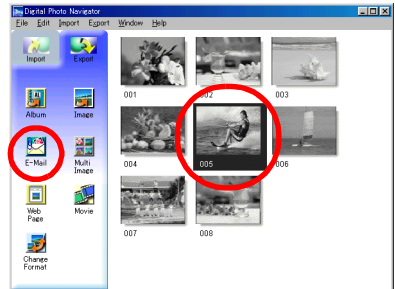 Digital Photo Navigator
File Edit Import Export Window Help
Import Export
Album Image
E-Mail Multi Image
Web Page Movie
Change Format
001 002 003
004 005 006
007 008